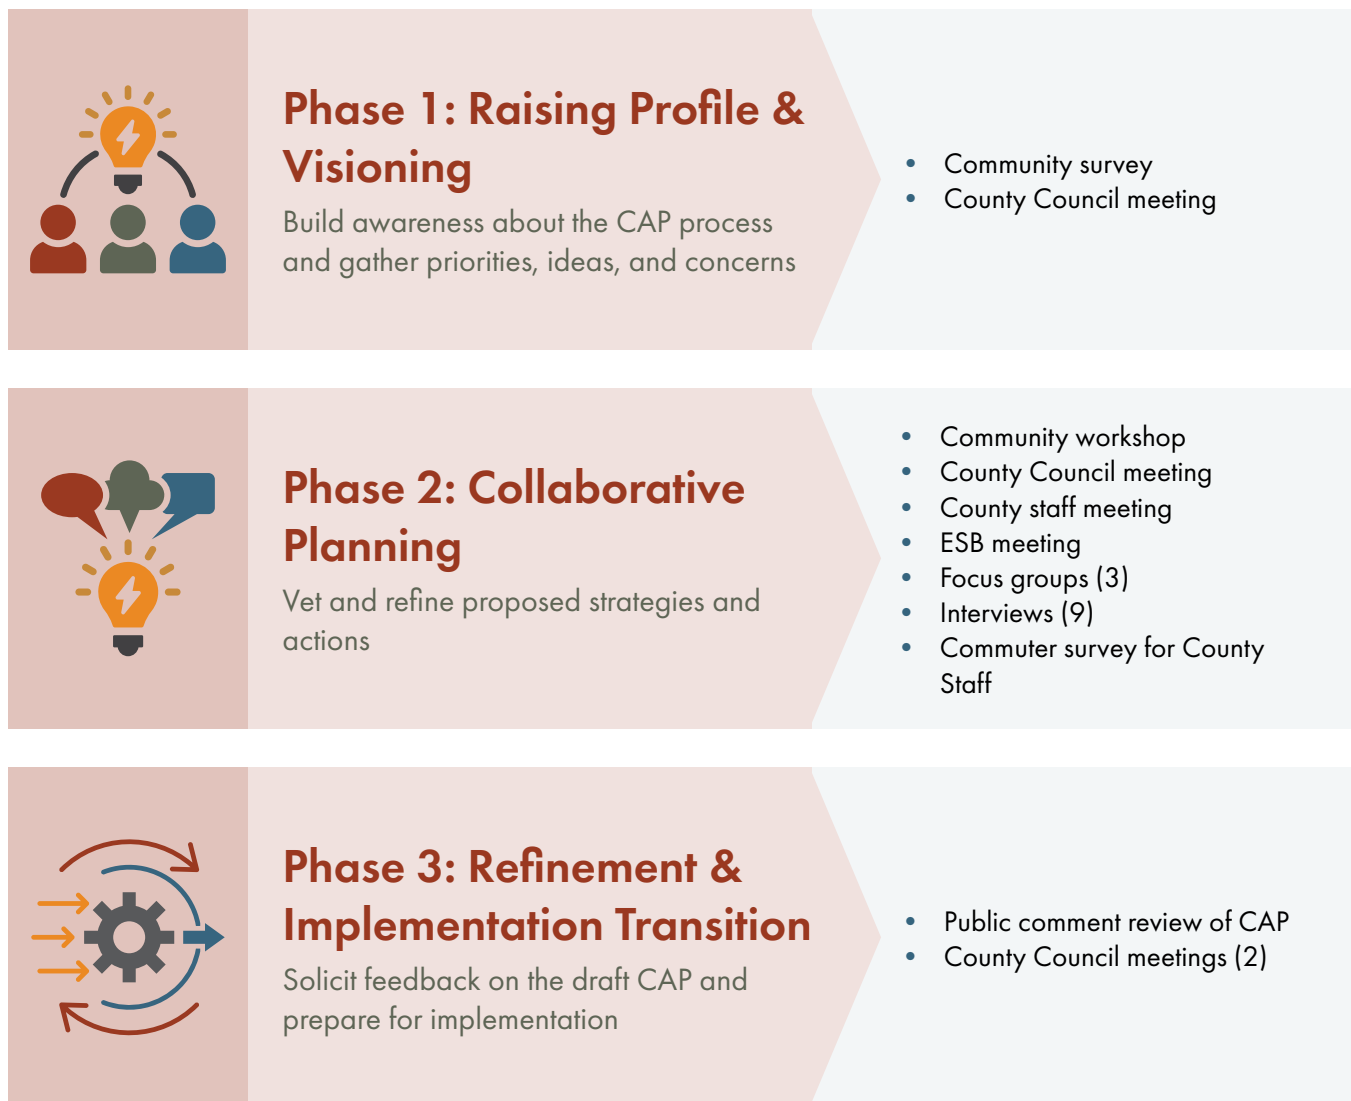 Phase 1: Raising Profile &
Visioning
Build awareness about the CAP process
and gather priorities, ideas, and concerns
• Community survey
• County Council meeting
Phase 2: Collaborative
Planning
Vet and refine proposed strategies and
actions
• Community workshop
• County Council meeting
• County staff meeting
• ESB meeting
• Focus groups (3)
• Interviews (9)
• Commuter survey for County
Staff
Phase 3: Refinement &
Implementation Transition
Solicit feedback on the draft CAP and
prepare for implementation
• Public comment review of CAP
• County Council meetings (2)